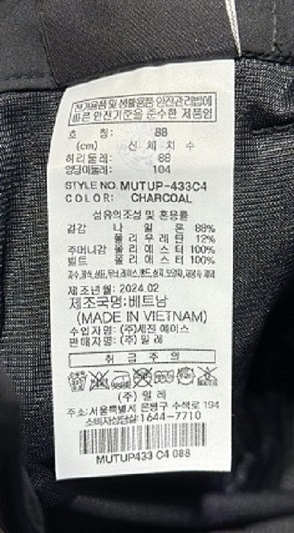 전기용품 및 생활용품 안전관리법에
따른 안전기준을 준수한 제품임
호 칭: 88
(cm) 신 체 치 수
허리둘레: 88
엉덩이둘레: 104
STYLE NO. MUTUP-433C4
COLOR: CHARCOAL
섬유의조성 및 혼용률
겉감 나 일 론 88%
폴 리 우 레 탄 12%
주머니감 폴 리 에 스 터 100%
벨트 폴 리 에 스 터 100%
제조년월: 2024.02
제조국명: 베트남
(MADE IN VIETNAM)
수입자명: (주)세진 에이스
판매자명: (주) 밀 레
취 급 주 의
(주) 밀 레
주소: 서울특별시 은평구 수색로 194
소비자상담실: 1644-7710
MUTUP433 C4 088